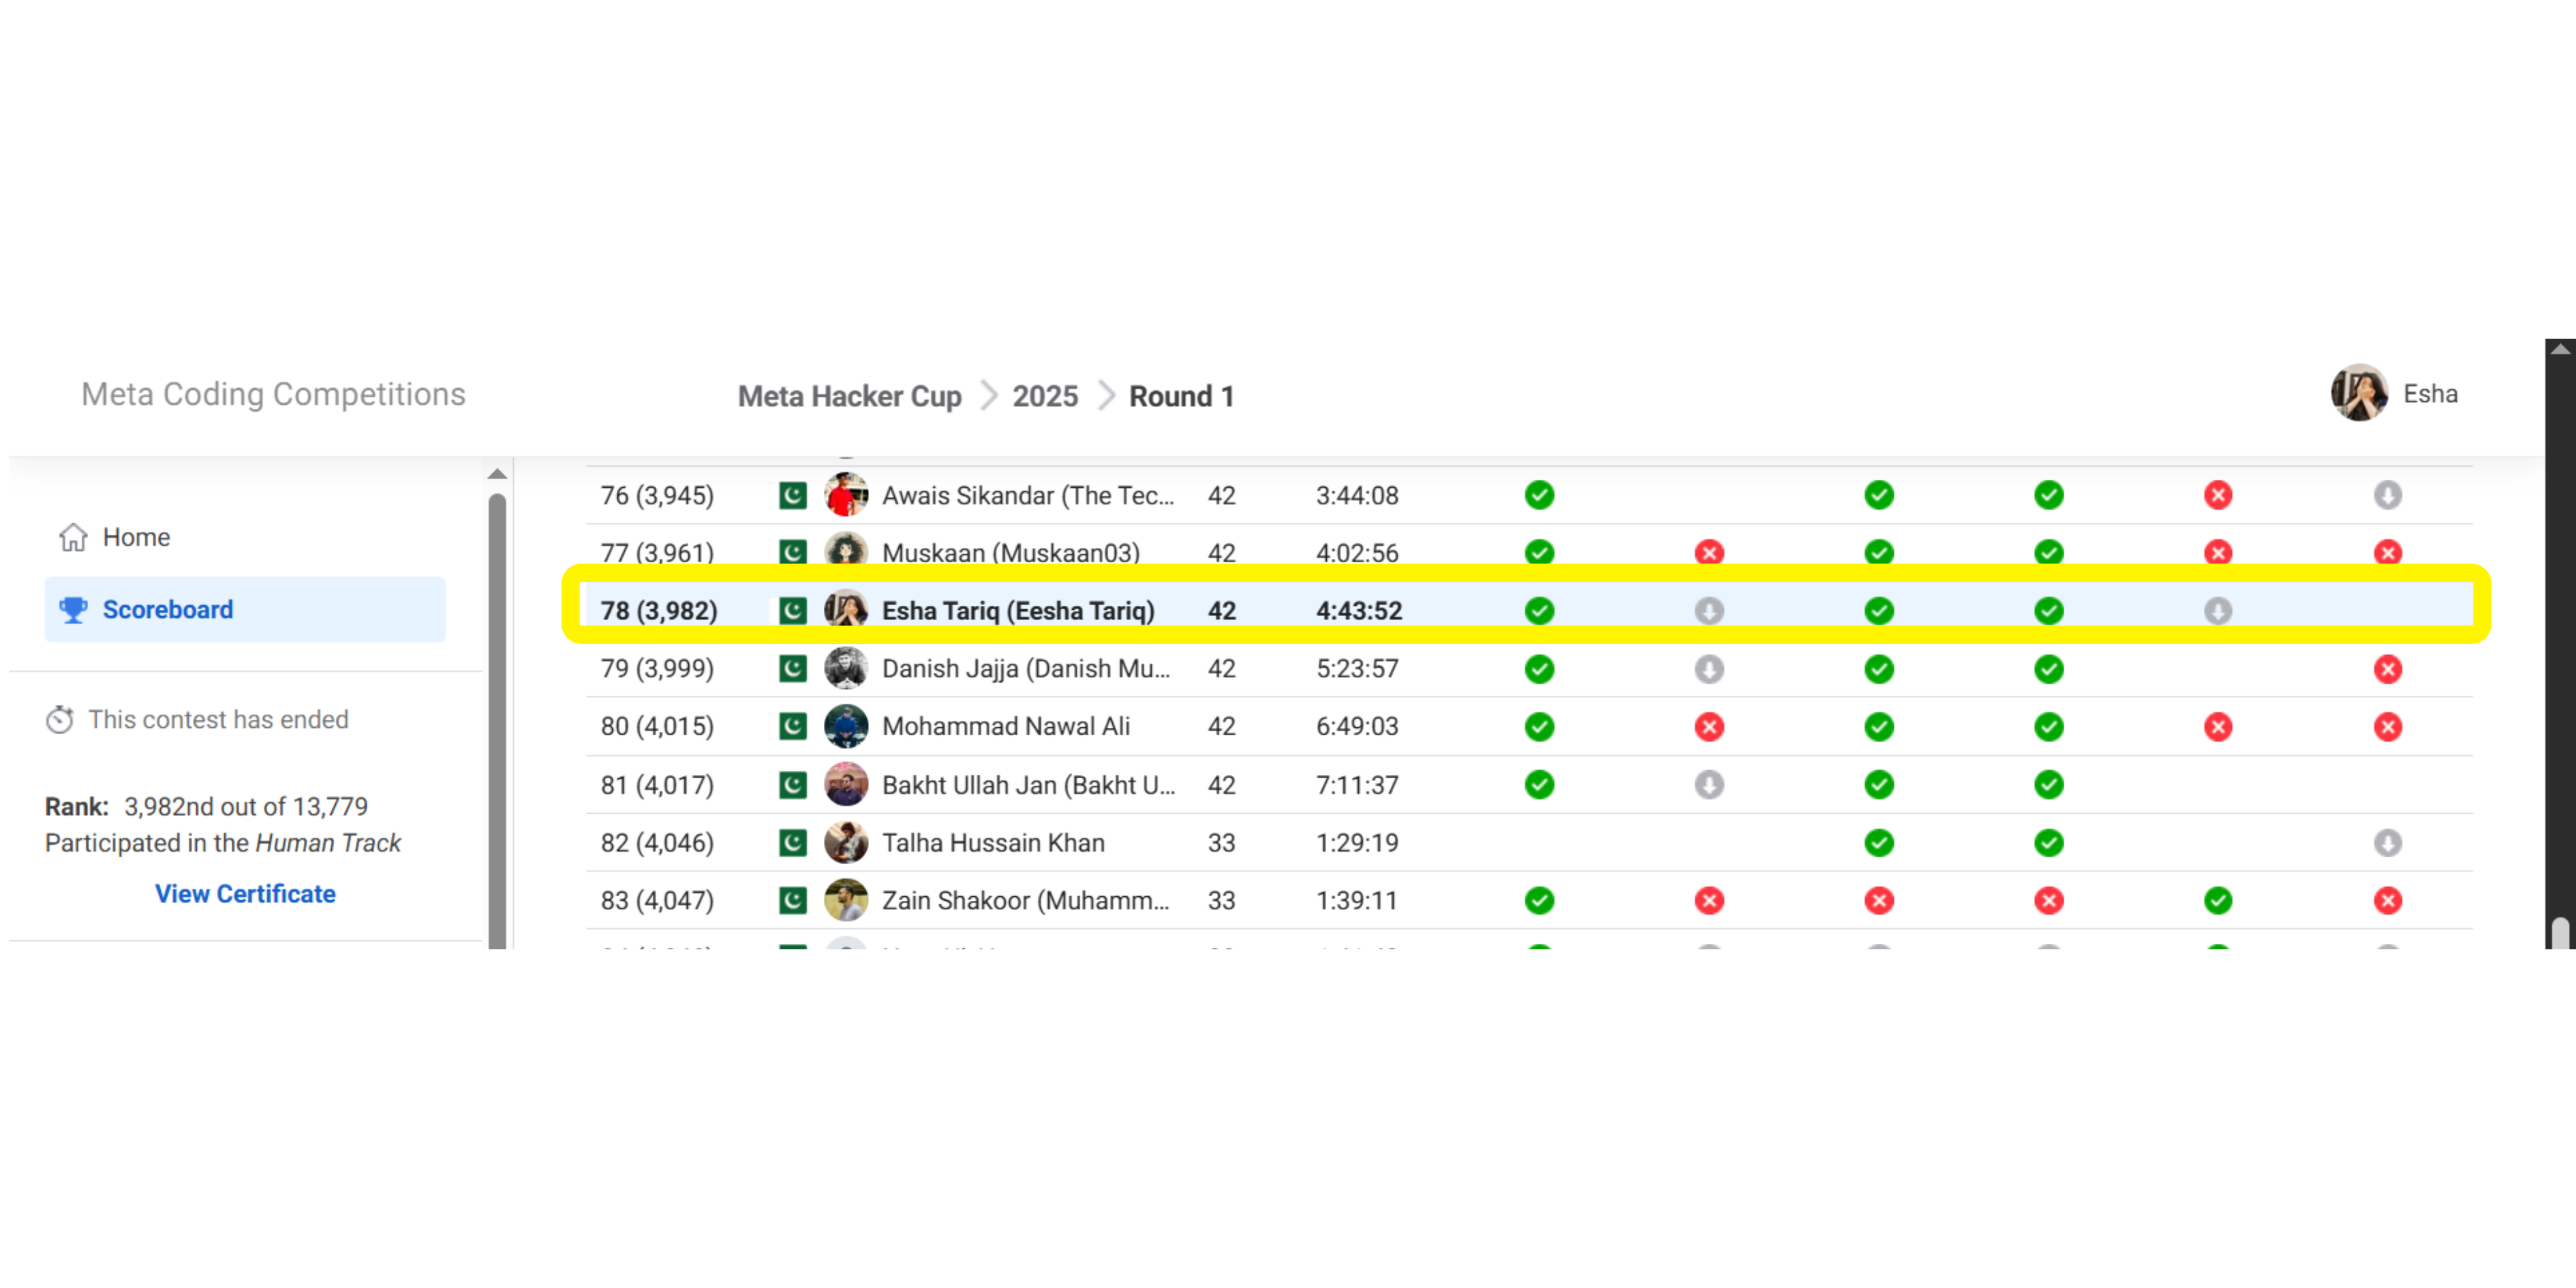 Meta Coding Competitions
Meta Hacker Cup > 2025 > Round 1
Esha
Home
Scoreboard
This contest has ended
Rank: 3,982nd out of 13,779
Participated in the Human Track
View Certificate
76 (3,945) Awais Sikandar (The Tec... 42 3:44:08
77 (3,961) Muskaan (Muskaan03) 42 4:02:56
78 (3,982) Esha Tariq (Eesha Tariq) 42 4:43:52
79 (3,999) Danish Jajja (Danish Mu... 42 5:23:57
80 (4,015) Mohammad Nawal Ali 42 6:49:03
81 (4,017) Bakht Ullah Jan (Bakht U... 42 7:11:37
82 (4,046) Talha Hussain Khan 33 1:29:19
83 (4,047) Zain Shakoor (Muhamm... 33 1:39:11